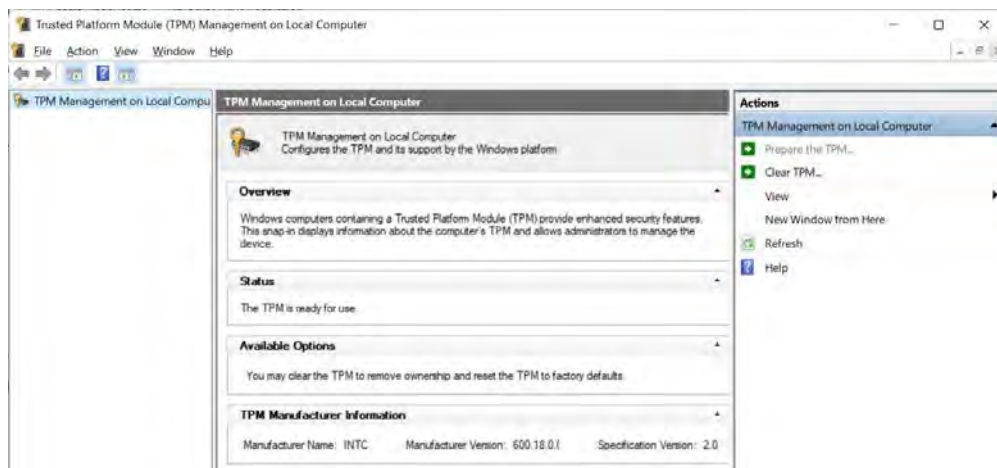 Trusted Platform Module (TPM) Management on Local Computer
File Action View Window Help
TPM Management on Local Compu
TPM Management on Local Computer
TPM Management on Local Computer
Configures the TPM and its support by the Windows platform
Overview
Windows computers containing a Trusted Platform Module (TPM) provide enhanced security features.
This snap-in displays information about the computer's TPM and allows administrators to manage the
device.
Status
The TPM is ready for use.
Available Options
You may clear the TPM to remove ownership and reset the TPM to factory defaults.
TPM Manufacturer Information
Manufacturer Name: INTC Manufacturer Version: 600.18.0.( Specification Version: 2.0
Actions
TPM Management on Local Computer
Prepare the TPM...
Clear TPM...
View
New Window from Here
Refresh
Help